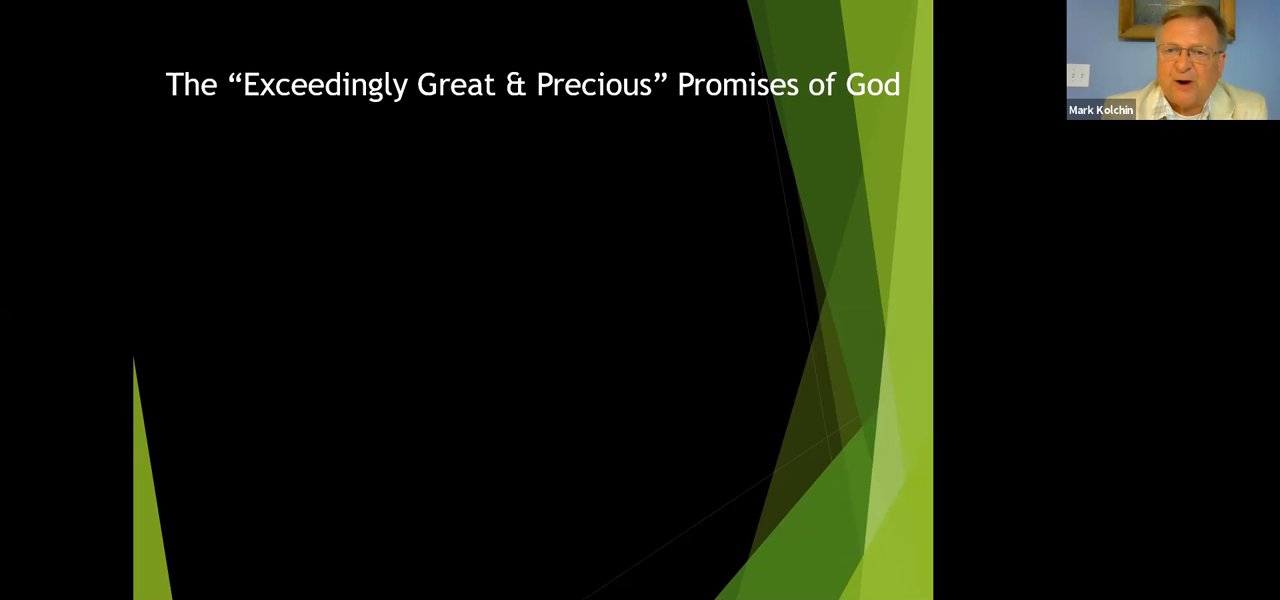 The “Exceedingly Great & Precious” Promises of God
Mark Kolchin